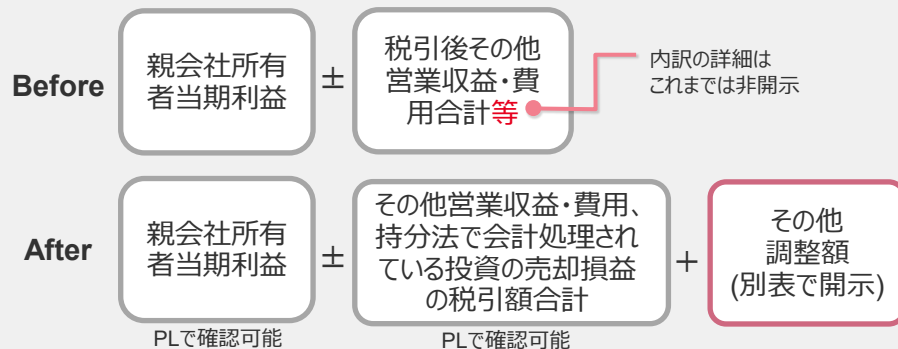 Before
親会社所有
者当期利益
±
税引後その他
営業収益・費
用合計等
内訳の詳細は
これまでは非開示
After
親会社所有
者当期利益
±
その他営業収益・費用、
持分法で会計処理され
ている投資の売却損益
の税引額合計
+
その他
調整額
(別表で開示)
PLで確認可能
PLで確認可能